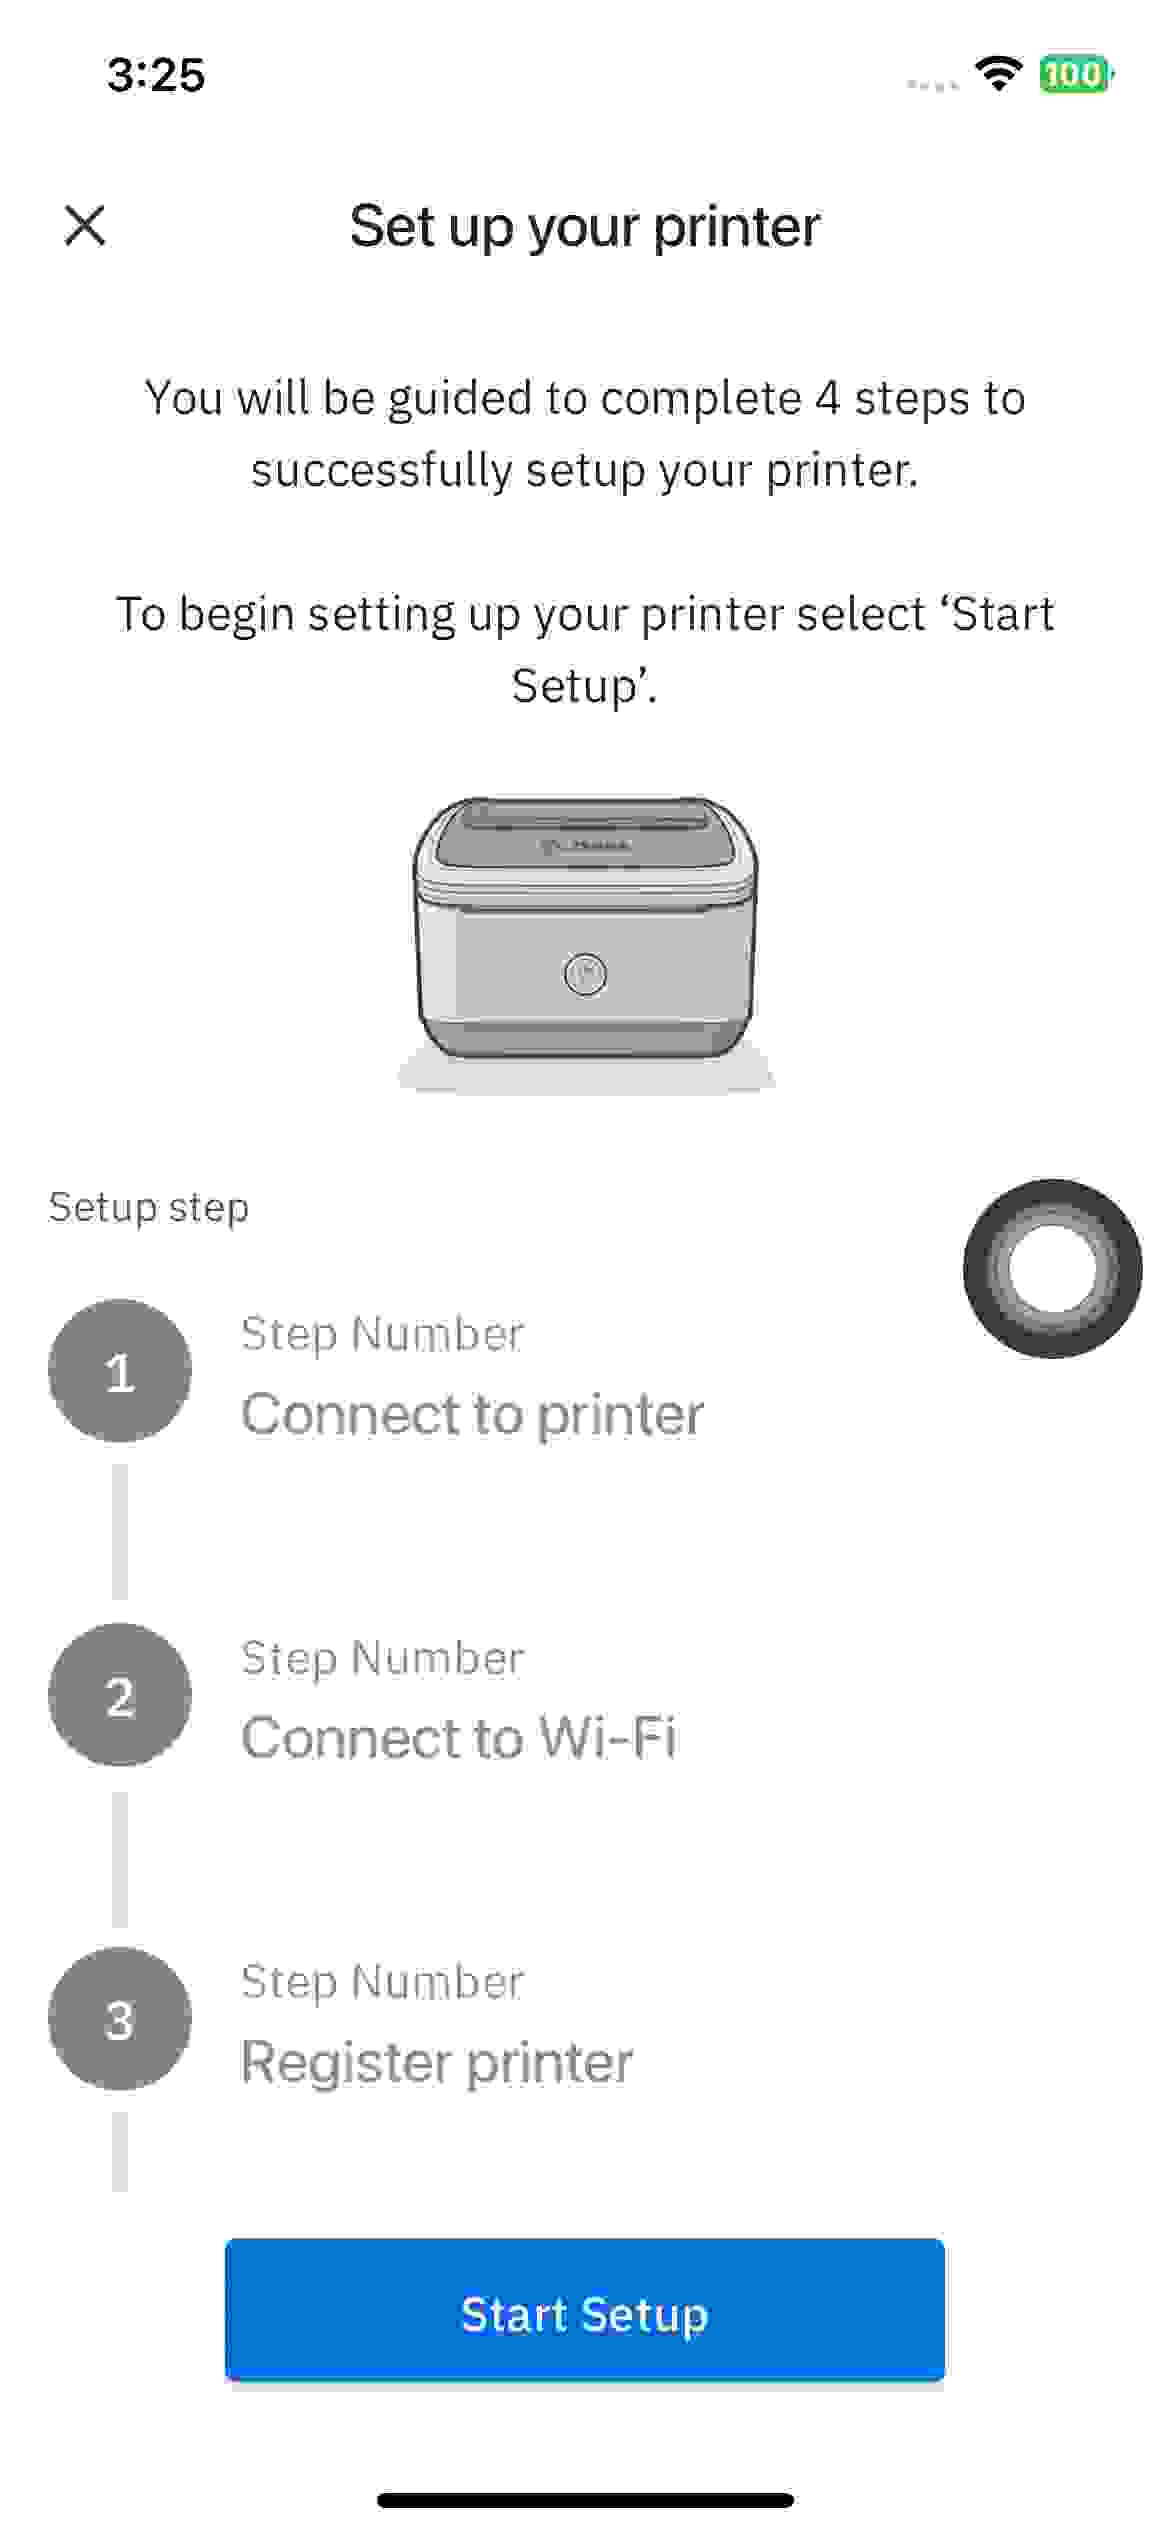 3:25
100
Set up your printer
You will be guided to complete 4 steps to
successfully setup your printer.
To begin setting up your printer select ‘Start
Setup’.
Setup step
1
Step Number
Connect to printer
2
Step Number
Connect to Wi-Fi
3
Step Number
Register printer
Start Setup